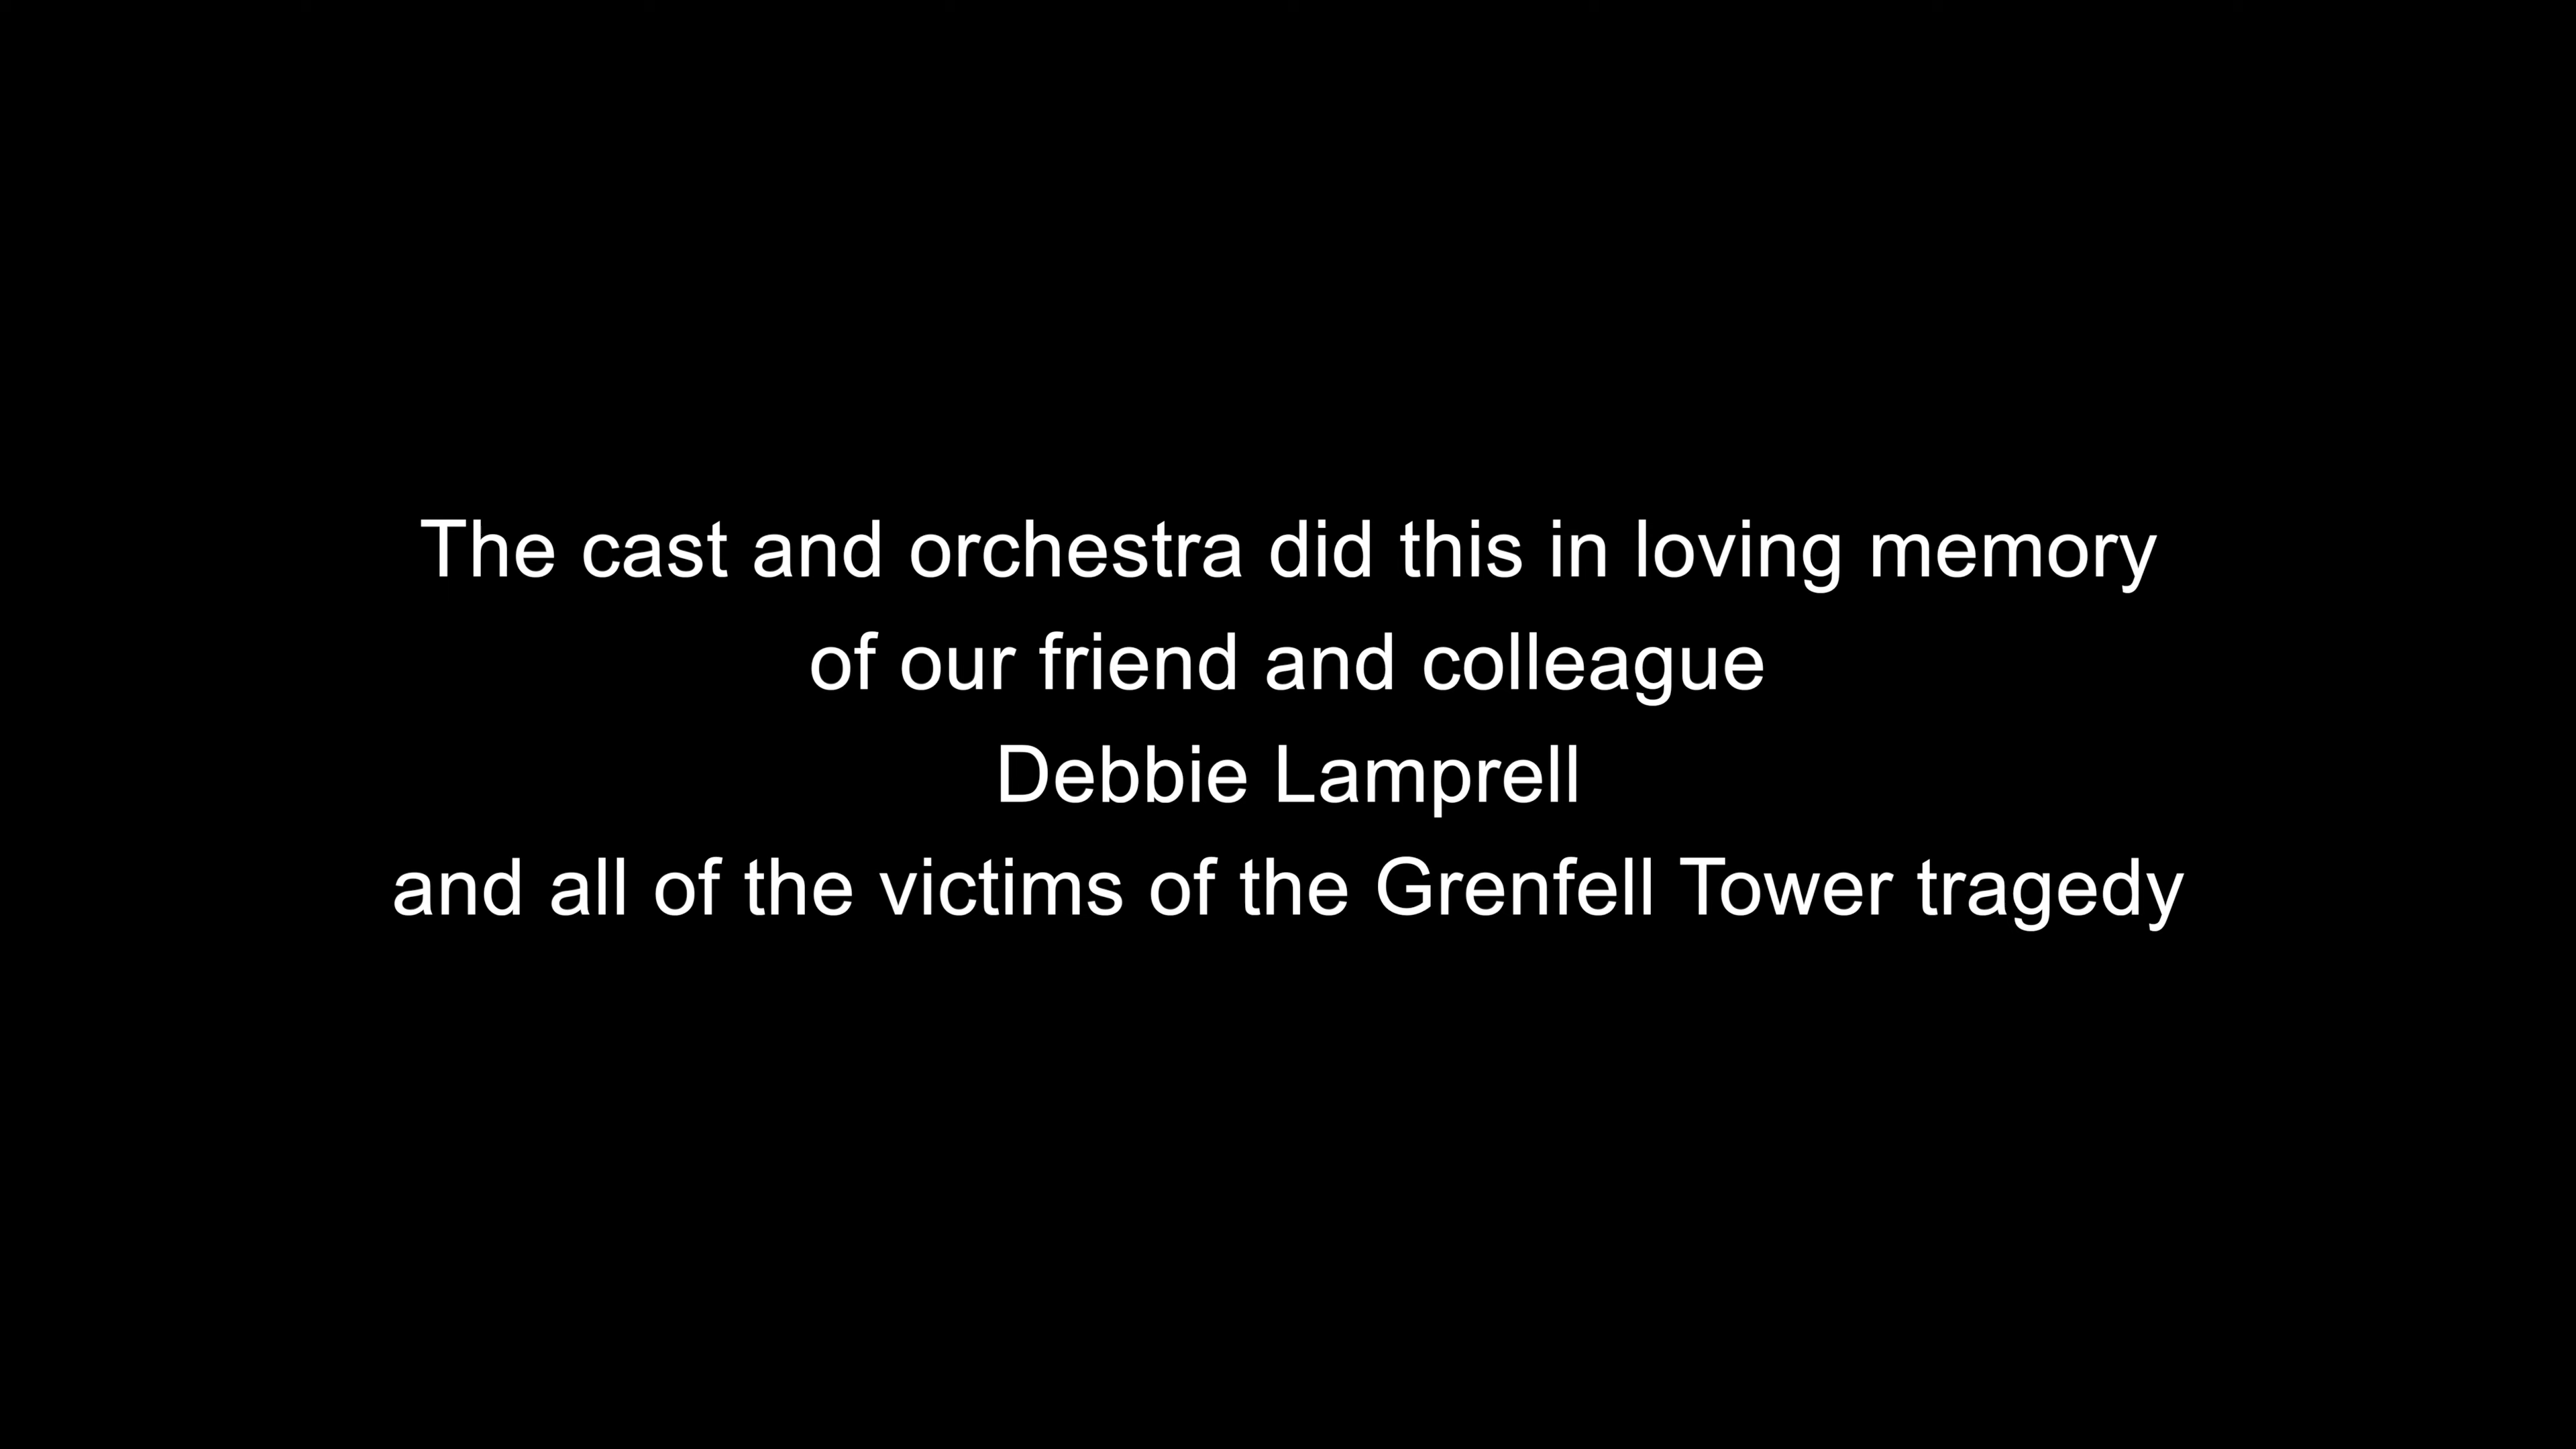 The cast and orchestra did this in loving memory
of our friend and colleague
Debbie Lamprell
and all of the victims of the Grenfell Tower tragedy